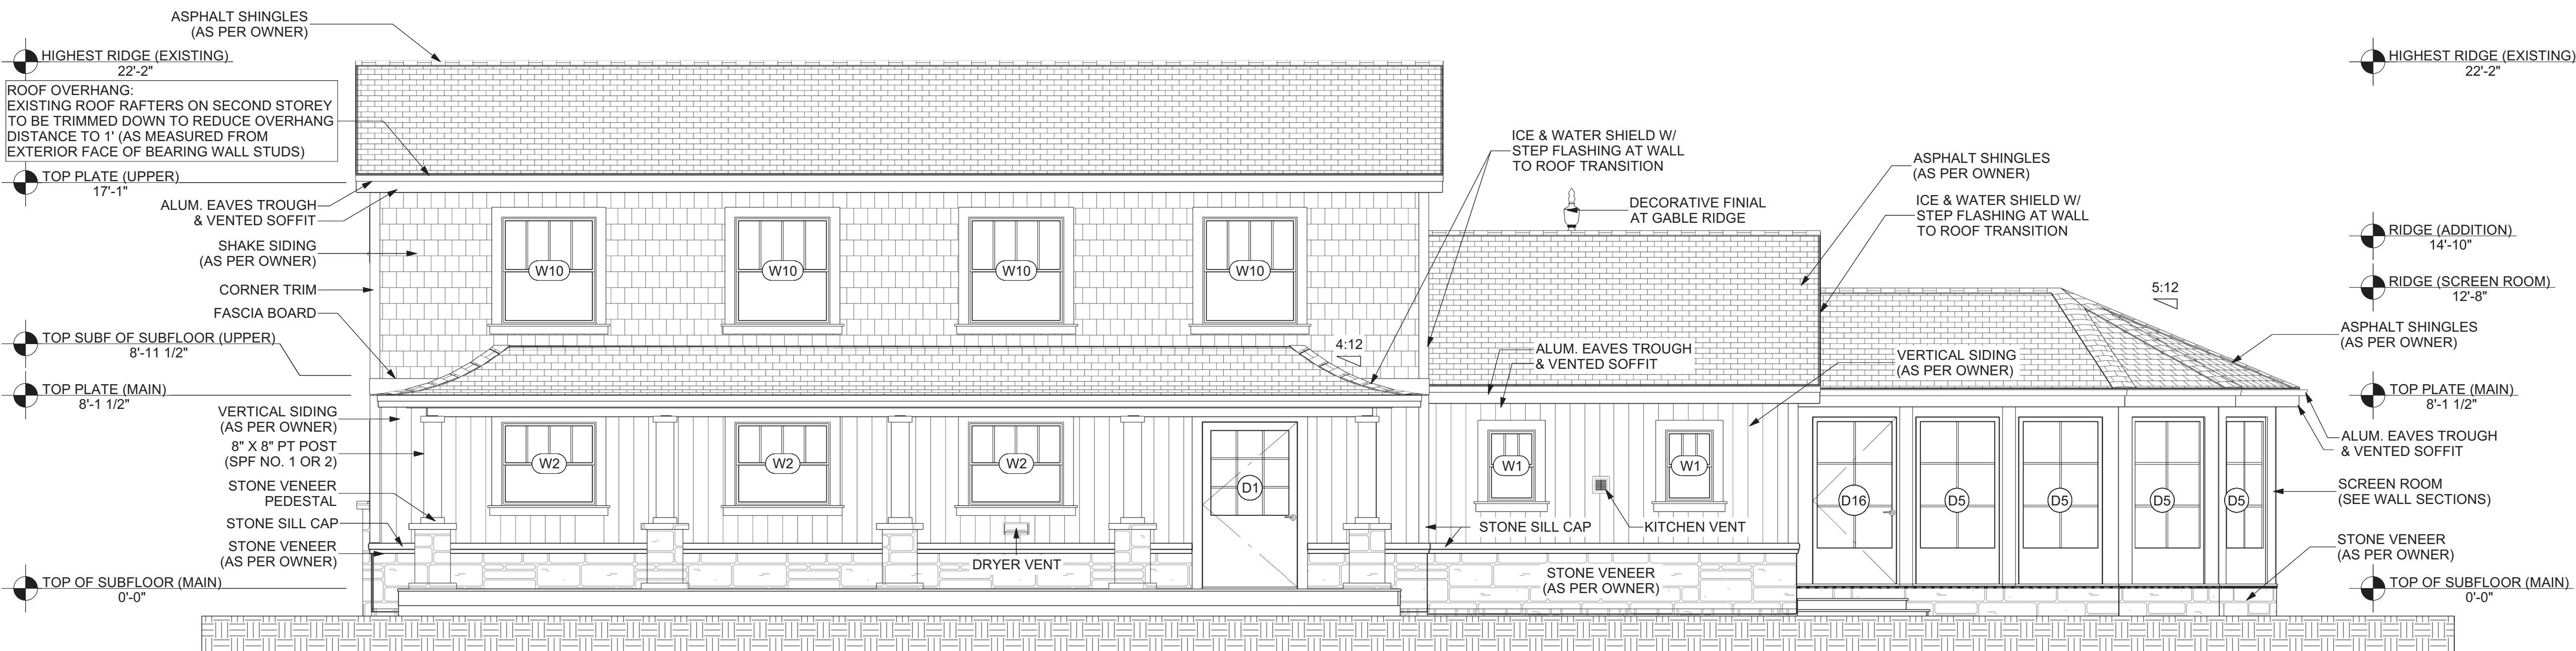 ASPHALT SHINGLES
(AS PER OWNER)
HIGHEST RIDGE (EXISTING)
22'-2"
ROOF OVERHANG:
EXISTING ROOF RAFTERS ON SECOND STOREY
TO BE TRIMMED DOWN TO REDUCE OVERHANG
DISTANCE TO 1' (AS MEASURED FROM
EXTERIOR FACE OF BEARING WALL STUDS)
TOP PLATE (UPPER)
17'-1"
ALUM. EAVES TROUGH
& VENTED SOFFIT
SHAKE SIDING
(AS PER OWNER)
CORNER TRIM
FASCIA BOARD
TOP SUBF OF SUBFLOOR (UPPER)
8'-11 1/2"
TOP PLATE (MAIN)
8'-1 1/2"
VERTICAL SIDING
(AS PER OWNER)
8" X 8" PT POST
(SPF NO. 1 OR 2)
STONE VENEER
PEDESTAL
STONE SILL CAP
STONE VENEER
(AS PER OWNER)
TOP OF SUBFLOOR (MAIN)
0'-0"
W10
W10
W10
W10
4:12
W2
W2
W2
D1
DRYER VENT
ICE & WATER SHIELD W/
STEP FLASHING AT WALL
TO ROOF TRANSITION
DECORATIVE FINIAL
AT GABLE RIDGE
ASPHALT SHINGLES
(AS PER OWNER)
ICE & WATER SHIELD W/
STEP FLASHING AT WALL
TO ROOF TRANSITION
ALUM. EAVES TROUGH
& VENTED SOFFIT
VERTICAL SIDING
(AS PER OWNER)
W1
W1
STONE SILL CAP
KITCHEN VENT
STONE VENEER
(AS PER OWNER)
5:12
D16
D5
D5
D5
D5
HIGHEST RIDGE (EXISTING)
22'-2"
RIDGE (ADDITION)
14'-10"
RIDGE (SCREEN ROOM)
12'-8"
ASPHALT SHINGLES
(AS PER OWNER)
TOP PLATE (MAIN)
8'-1 1/2"
ALUM. EAVES TROUGH
& VENTED SOFFIT
SCREEN ROOM
(SEE WALL SECTIONS)
STONE VENEER
(AS PER OWNER)
TOP OF SUBFLOOR (MAIN)
0'-0"